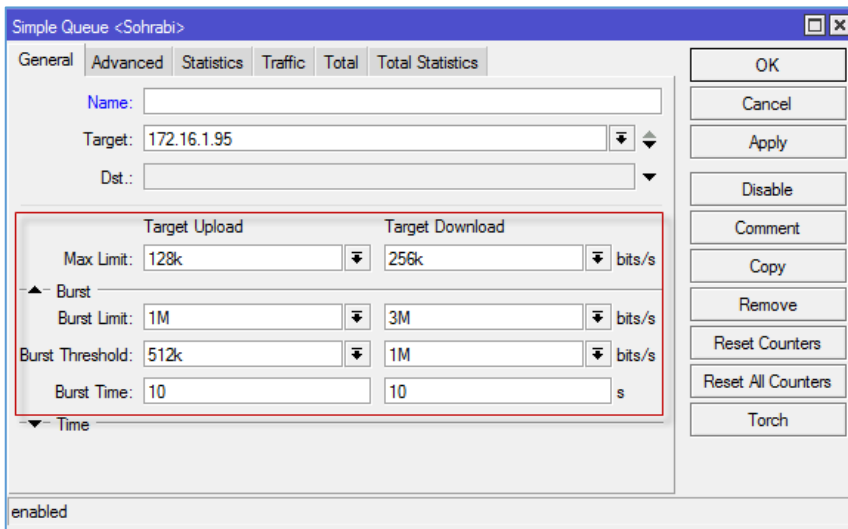 Simple Queue <Sohrabi>
General Advanced Statistics Traffic Total Total Statistics
Name:
Target: 172.16.1.95
Dst.:
Target Upload Target Download
Max Limit: 128k 256k bits/s
Burst
Burst Limit: 1M 3M bits/s
Burst Threshold: 512k 1M bits/s
Burst Time: 10 10 s
Time
enabled
OK
Cancel
Apply
Disable
Comment
Copy
Remove
Reset Counters
Reset All Counters
Torch